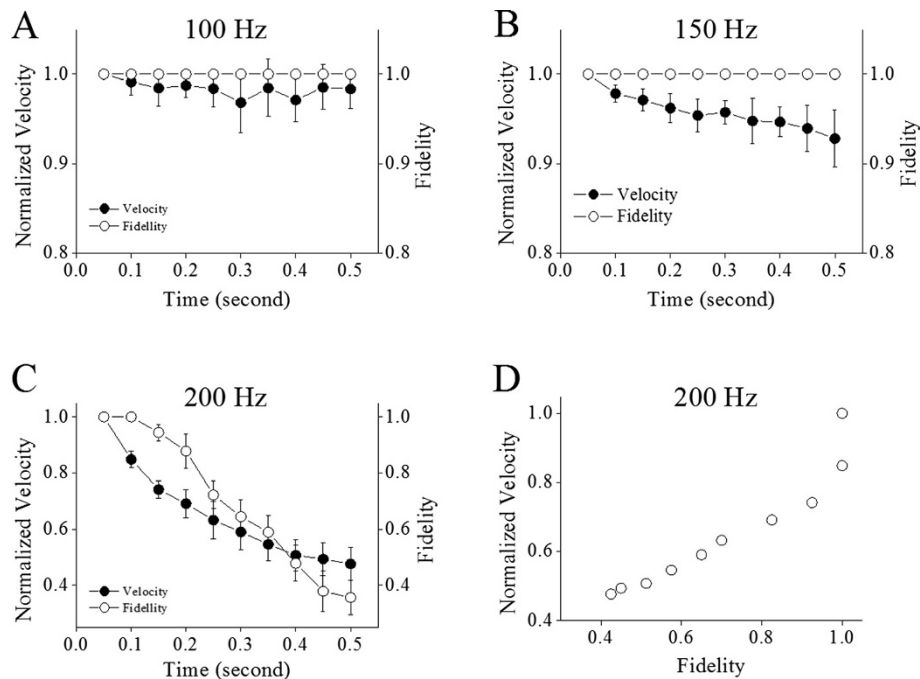 A
100 Hz
Normalized Velocity
1.0
0.9
0.8
1.0
0.9
0.8
Fidelity
Velocity
Fidellity
0.0 0.1 0.2 0.3 0.4 0.5
Time (second)
B
150 Hz
Normalized Velocity
1.0
0.9
0.8
1.0
0.9
0.8
Fidelity
Velocity
Fidelity
0.0 0.1 0.2 0.3 0.4 0.5
Time (second)
C
200 Hz
Normalized Velocity
1.0
0.8
0.6
0.4
1.0
0.8
0.6
0.4
Fidelity
Velocity
Fidellity
0.0 0.1 0.2 0.3 0.4 0.5
Time (second)
D
200 Hz
Normalized Velocity
1.0
0.8
0.6
0.4
0.4 0.6 0.8 1.0
Fidelity